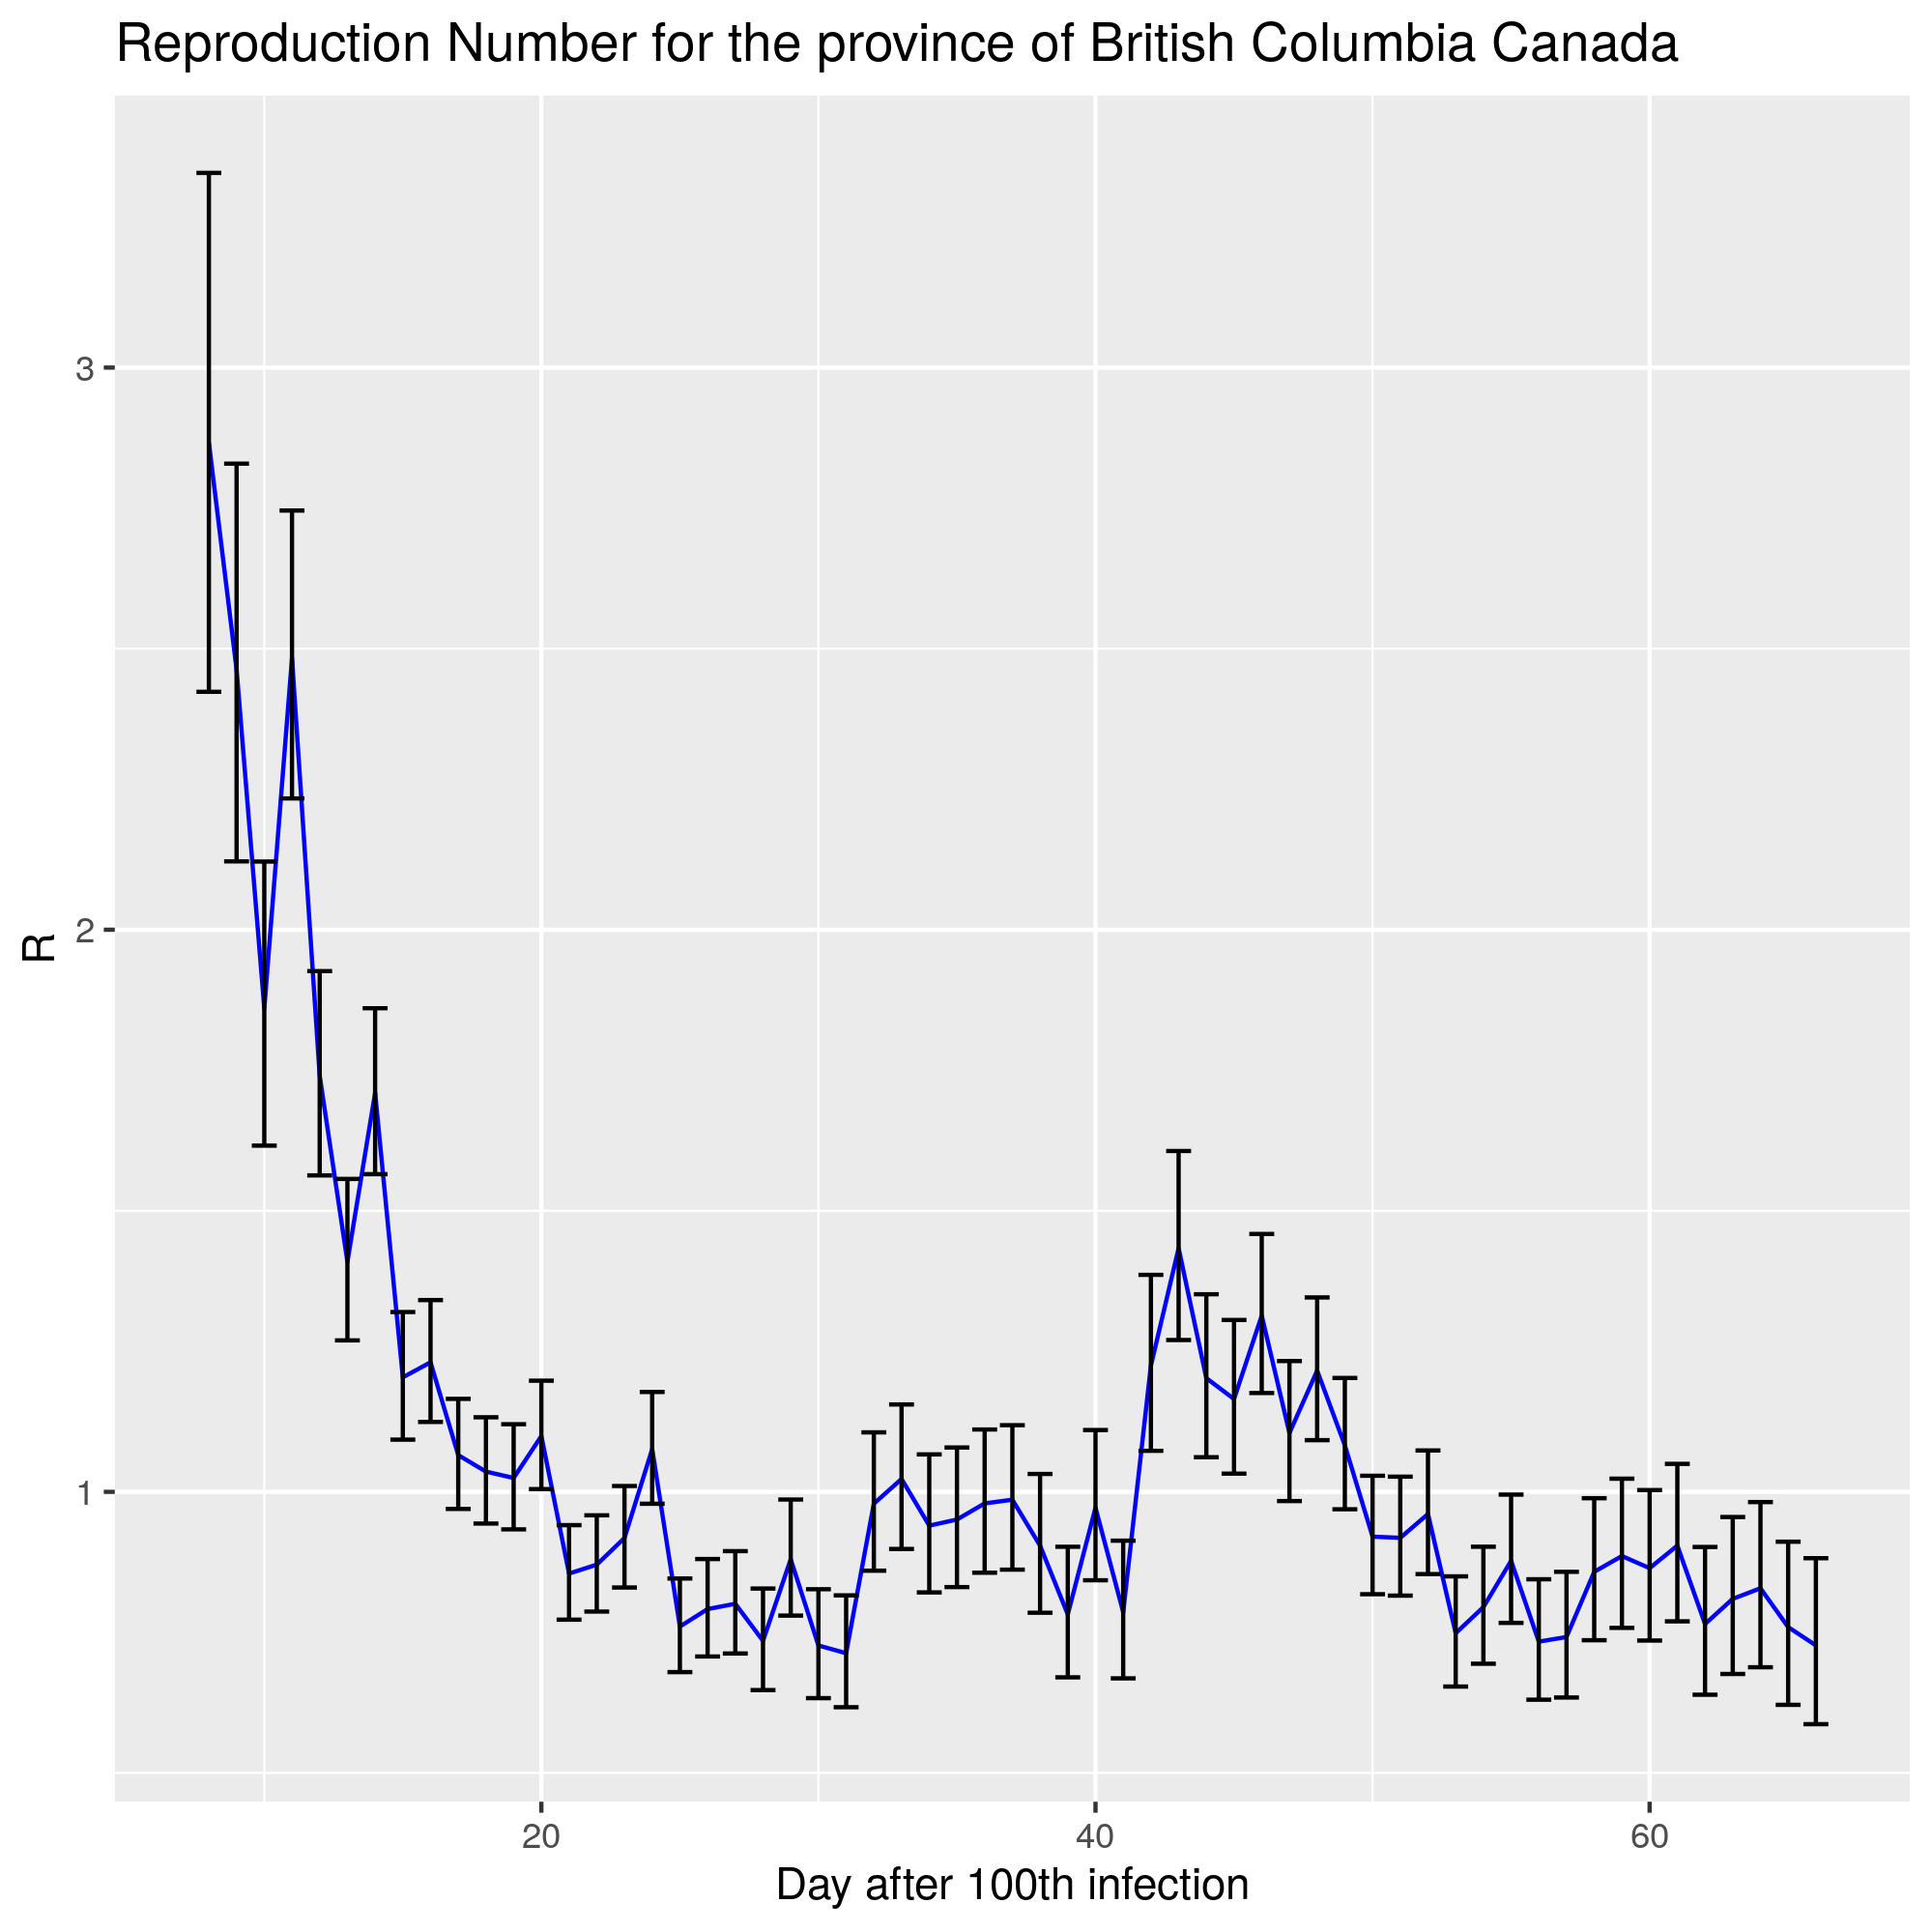 Reproduction Number for the province of British Columbia Canada
R
3
2
1
20
40
60
Day after 100th infection